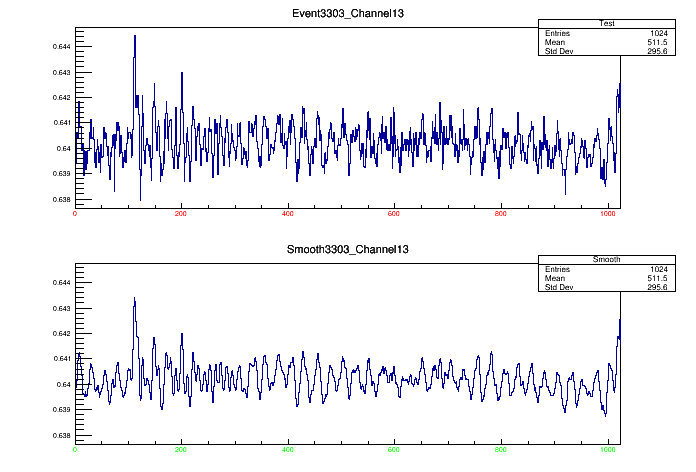 Event3303_Channel13
Test
Entries 1024
Mean 511.5
Std Dev 295.6
0.644
0.643
0.642
0.641
0.64
0.639
0.638
0 200 400 600 800 1000
Smooth3303_Channel13
Smooth
Entries 1024
Mean 511.5
Std Dev 295.6
0.644
0.643
0.642
0.641
0.64
0.639
0.638
0 200 400 600 800 1000